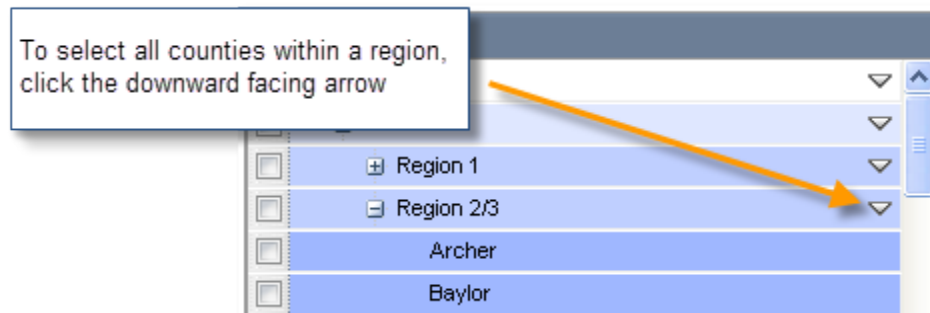 To select all counties within a region,
click the downward facing arrow
Region 1
Region 2/3
Archer
Baylor